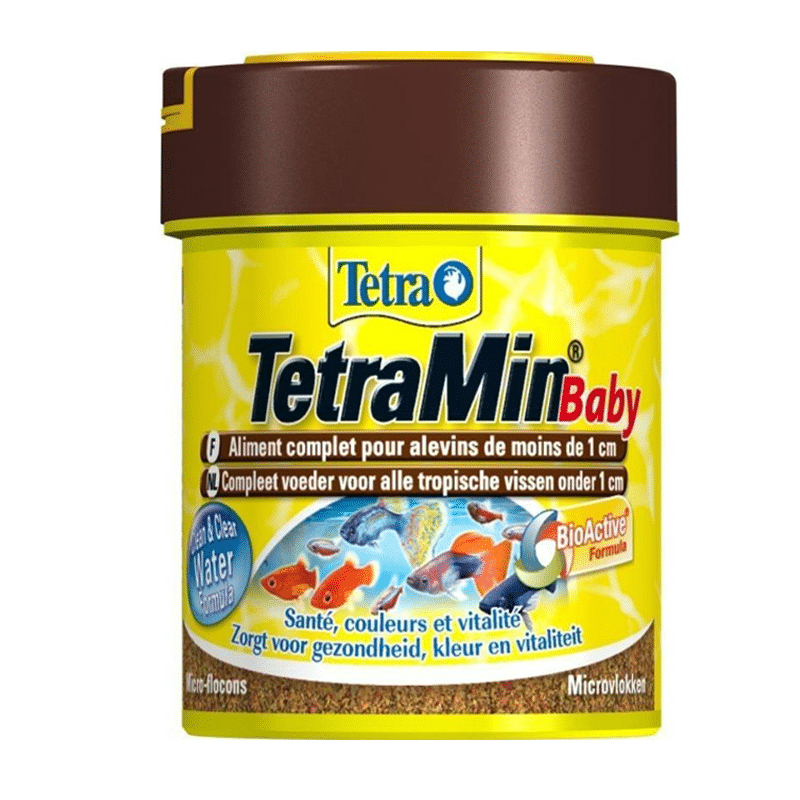 Tetra
TetraMin® Baby
F Aliment complet pour alevins de moins de 1 cm
NL Compleet voeder voor alle tropische vissen onder 1 cm
Clean & Clear
Water
Formula
BioActive®
Formula
Santé, couleurs et vitalité
Zorgt voor gezondheid, kleur en vitaliteit
Micro-flocons
Microvlokken